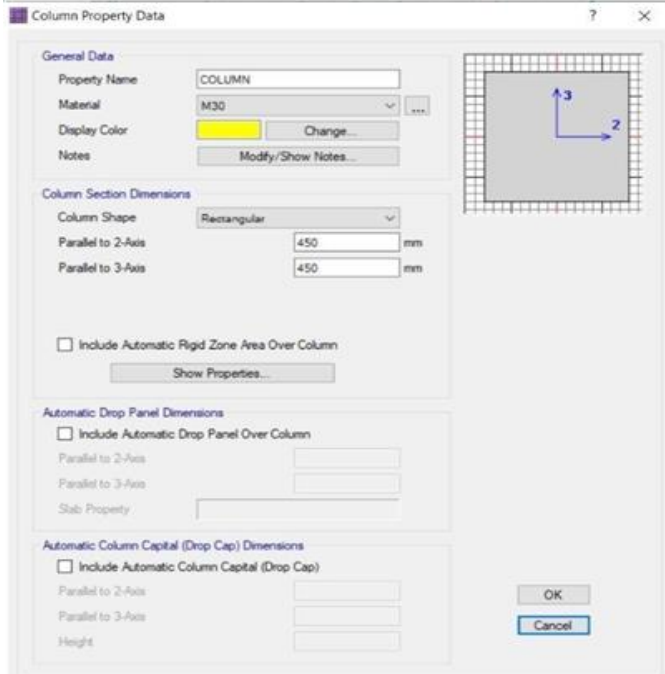 Column Property Data
?
General Data
Property Name COLUMN
Material M30 ...
Display Color Change...
Notes Modify/Show Notes...
3
2
Column Section Dimensions
Column Shape Rectangular
Parallel to 2-Axis 450 mm
Parallel to 3-Axis 450 mm
Include Automatic Rigid Zone Area Over Column
Show Properties...
Automatic Drop Panel Dimensions
Include Automatic Drop Panel Over Column
Parallel to 2-Axis
Parallel to 3-Axis
Slab Property
Automatic Column Capital (Drop Cap) Dimensions
Include Automatic Column Capital (Drop Cap)
Parallel to 2-Axis
Parallel to 3-Axis
Height
OK
Cancel